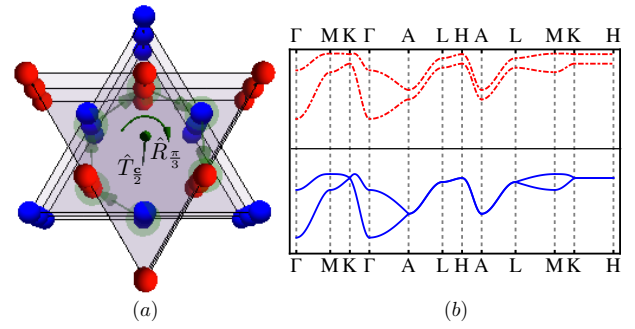 Γ M K Γ A L H A L M K H
T̂_{c/2} R̂_{π/3}
Γ M K Γ A L H A L M K H
(a) (b)